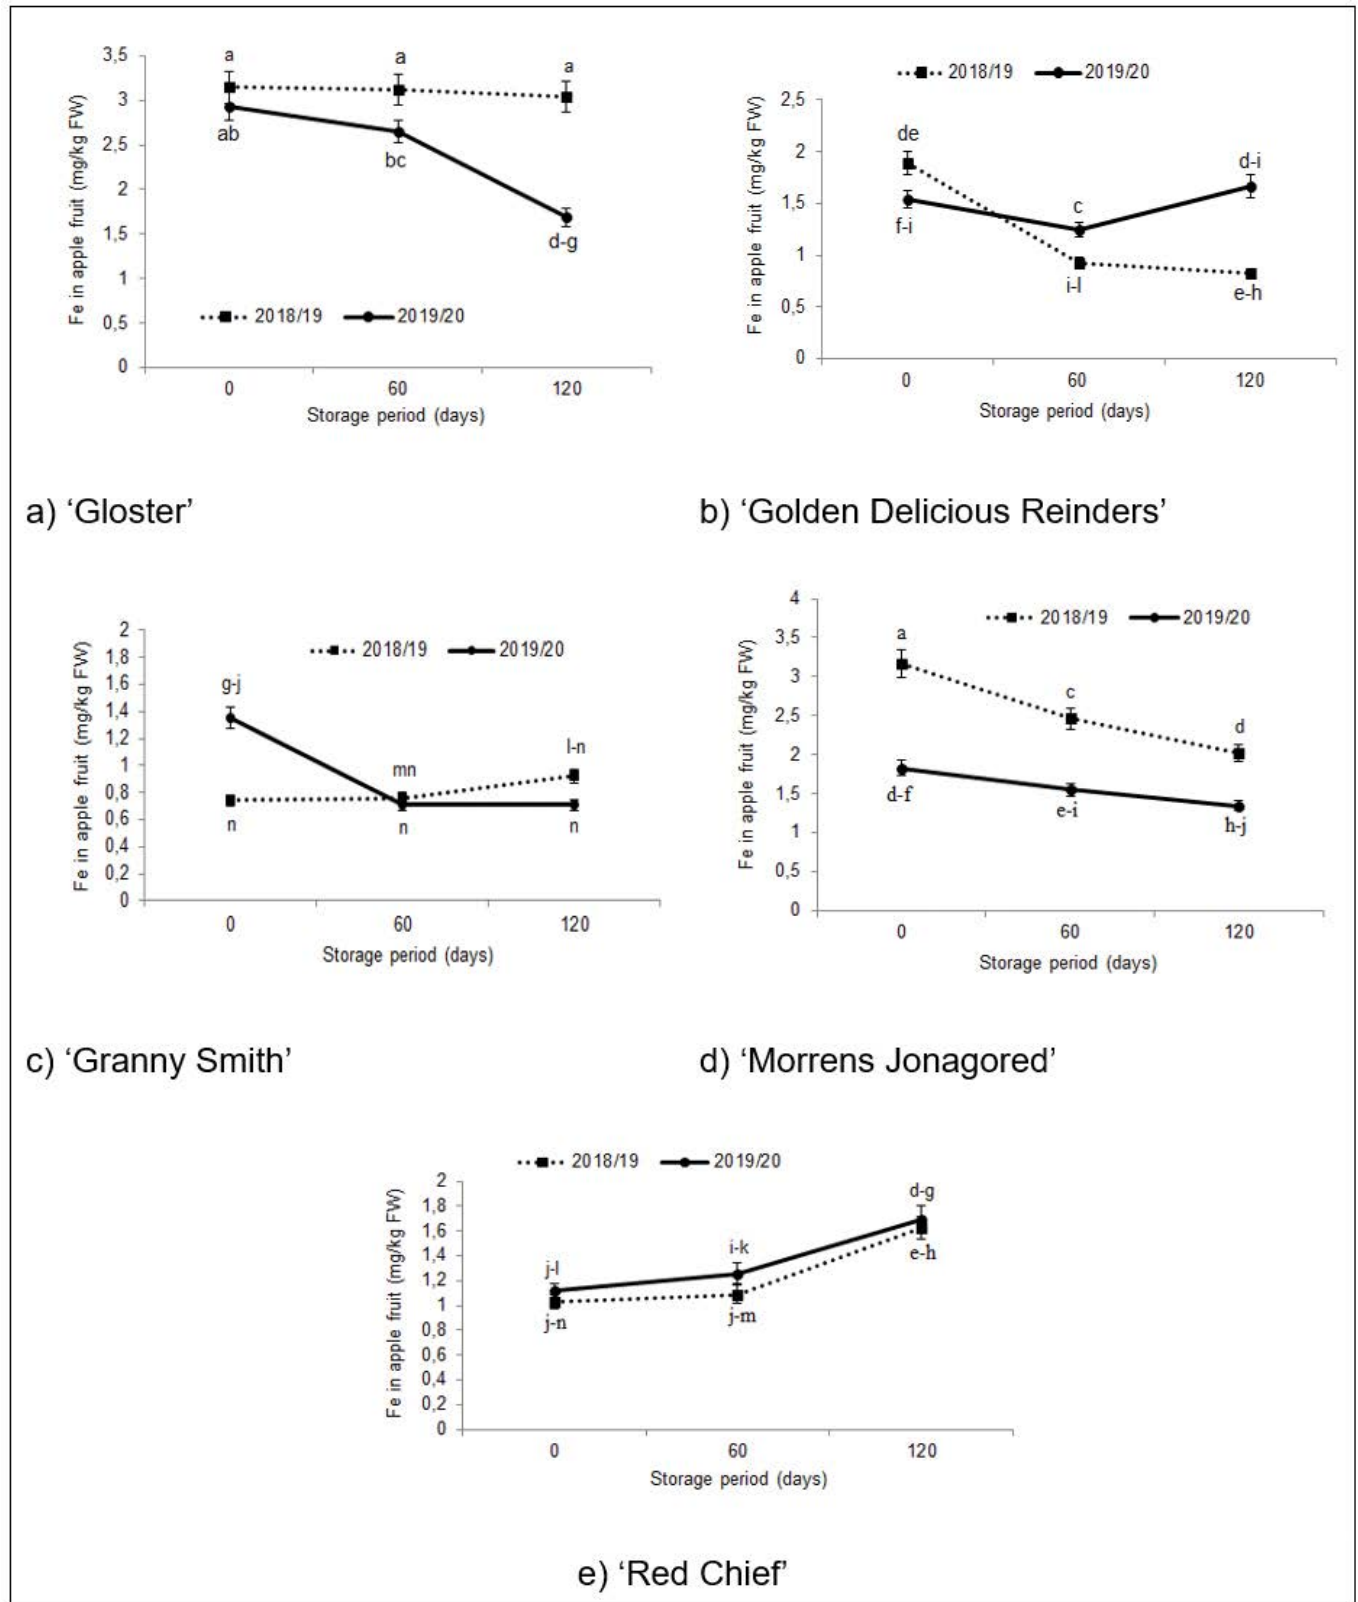 3,5
3
2,5
2
1,5
1
0,5
0
Fe in apple fruit (mg/kg FW)
a
a
a
ab
bc
d-g
2018/19 2019/20
0 60 120
Storage period (days)
a) ‘Gloster’
2018/19 2019/20
2,5
2
1,5
1
0,5
0
Fe in apple fruit (mg/kg FW)
de
c
d-i
f-i
i-l
e-h
0 60 120
Storage period (days)
b) ‘Golden Delicious Reinders’
2
1,8
1,6
1,4
1,2
1
0,8
0,6
0,4
0,2
0
Fe in apple fruit (mg/kg FW)
2018/19 2019/20
g-j
mn
l-n
n
n
n
0 60 120
Storage period (days)
c) ‘Granny Smith’
4
3,5
3
2,5
2
1,5
1
0,5
0
Fe in apple fruit (mg/kg FW)
2018/19 2019/20
a
c
d
d-f
e-i
h-j
0 60 120
Storage period (days)
d) ‘Morrens Jonagored’
2018/19 2019/20
2
1,8
1,6
1,4
1,2
1
0,8
0,6
0,4
0,2
0
Fe in apple fruit (mg/kg FW)
j-l
i-k
d-g
j-n
j-m
e-h
0 60 120
Storage period (days)
e) ‘Red Chief’